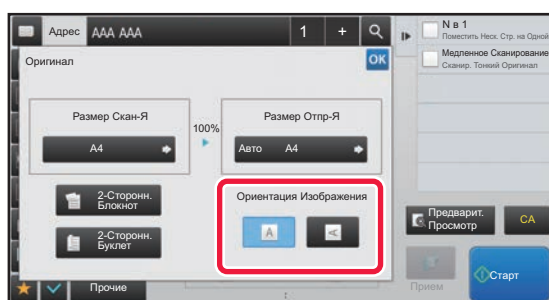 Адрес AAA AAA 1 +
N в 1
Поместить Неск. Стр. на Одной
Медленное Сканирование
Сканир. Тонкий Оригинал
Оригинал
OK
Размер Скан-Я
100%
Размер Отпр-Я
A4
Авто A4
2-Сторонн.
Блокнот
Ориентация Изображения
A
A
2-Сторонн.
Буклет
Предварит.
Просмотр
CA
Прочие
Прием
Старт